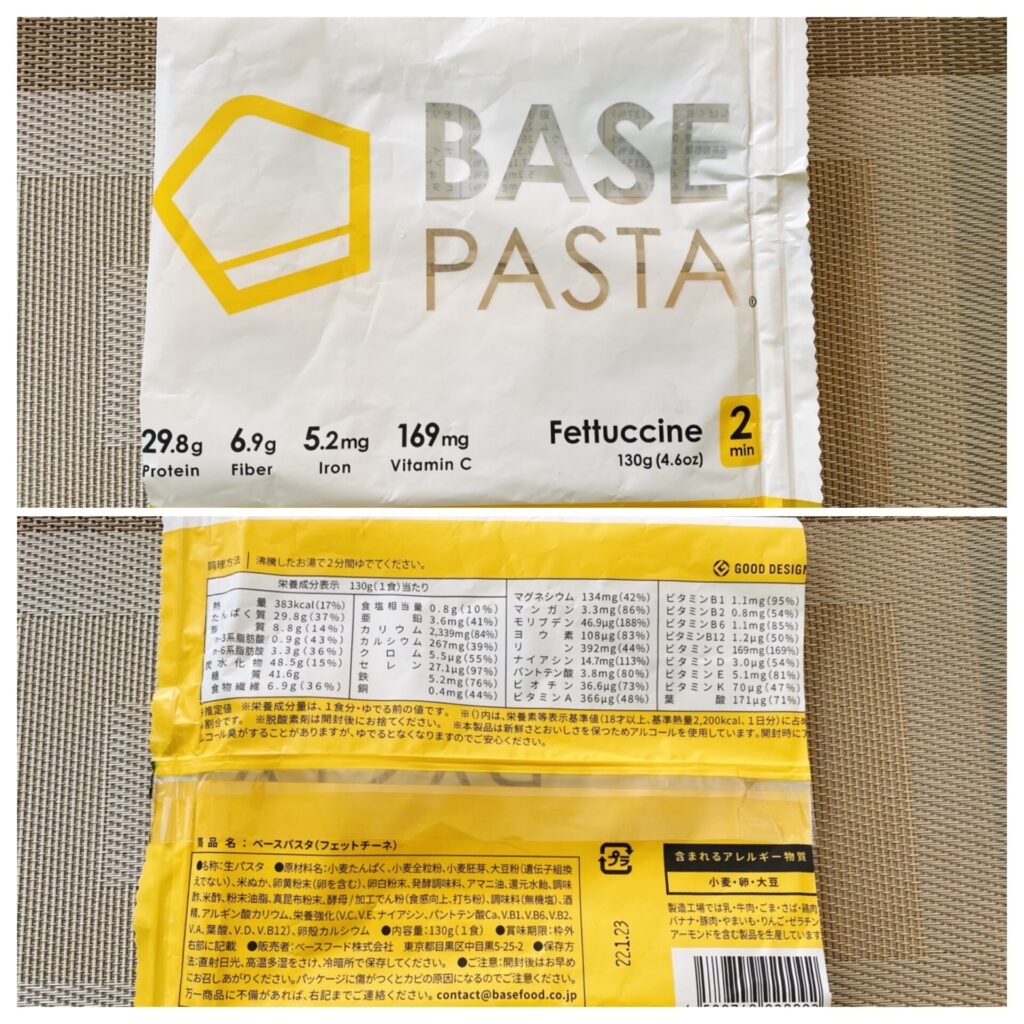 BASE
PASTA®
29.8g Protein
6.9g Fiber
5.2mg Iron
169mg Vitamin C
Fettuccine
130g (4.6oz)
2 min
調理方法 | 沸騰したお湯で2分間ゆでてください。
GOOD DESIGN
栄養成分表示 130g(1食)当たり
熱量 383kcal(17%)
たんぱく質 29.8g(37%)
脂質 8.8g(14%)
n-3系脂肪酸 0.9g(43%)
n-6系脂肪酸 3.3g(36%)
炭水化物 48.5g(15%)
糖質 41.6g
食物繊維 6.9g(36%)
食塩相当量 0.8g(10%)
亜鉛 3.6mg(41%)
カリウム 2,339mg(84%)
カルシウム 267mg(39%)
クロム 5.5μg(55%)
セレン 27.1μg(97%)
鉄 5.2mg(76%)
銅 0.4mg(44%)
マグネシウム 134mg(42%)
マンガン 3.3mg(86%)
モリブデン 46.9μg(188%)
ヨウ素 108μg(83%)
リン 392mg(44%)
ナイアシン 14.7mg(113%)
パントテン酸 3.8mg(80%)
ビオチン 36.6μg(73%)
ビタミンA 366μg(48%)
ビタミンB1 1.1mg(95%)
ビタミンB2 0.8mg(54%)
ビタミンB6 1.1mg(85%)
ビタミンB12 1.2μg(50%)
ビタミンC 169mg(169%)
ビタミンD 3.0μg(54%)
ビタミンE 5.1mg(81%)
ビタミンK 70μg(47%)
葉酸 171μg(71%)
推定値 ※栄養成分量は、1食分・ゆでる前の値です。 ※( )内は、栄養素等表示基準値(18才以上、基準熱量2,200kcal、1日分)に占め
割合です。 ※脱酸素剤は開封後にお捨てください。 ※本製品は新鮮さとおいしさを保つためアルコールを使用しています。開封時にア
ルコール臭がすることがありますが、ゆでるとなくなりますのでご安心ください。
商品名:ベースパスタ(フェットチーネ)
●名称:生パスタ ●原材料名:小麦たんぱく、小麦全粒粉、小麦胚芽、大豆粉(遺伝子組換
えでない)、米ぬか、卵黄粉末(卵を含む)、卵白粉末、発酵調味料、アマニ油、還元水飴、調味
酢、米酢、粉末油脂、真昆布粉末、酵母/加工でん粉(食感向上、打ち粉)、調味料(無機塩)、酒
精、アルギン酸カリウム、栄養強化(V.C、V.E、ナイアシン、パントテン酸Ca、V.B1、V.B6、V.B2、
V.A、葉酸、V.D、V.B12)、卵殻カルシウム ●内容量:130g(1食) ●賞味期限:枠外
右部に記載 ●販売者:ベースフード株式会社 東京都目黒区中目黒5-25-2 ●保存方
法:直射日光、高温多湿をさけ、冷暗所で保存してください。 ●ご注意:開封後はお早め
にお召しあがりください。パッケージに傷がつくとカビの原因になるのでご注意ください。
万一商品に不備があれば、右記までご連絡ください。contact@basefood.co.jp
プラ
22.1.23
含まれるアレルギー物質
小麦・卵・大豆
製造工場では乳・牛肉・ごま・さば・鶏肉
バナナ・豚肉・やまいも・りんご・ゼラチン
アーモンドを含む製品を生産しています